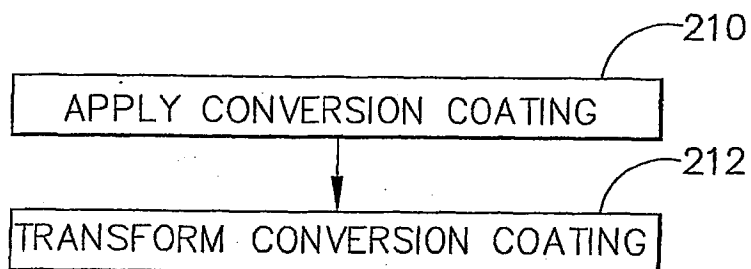 210
APPLY CONVERSION COATING
212
TRANSFORM CONVERSION COATING